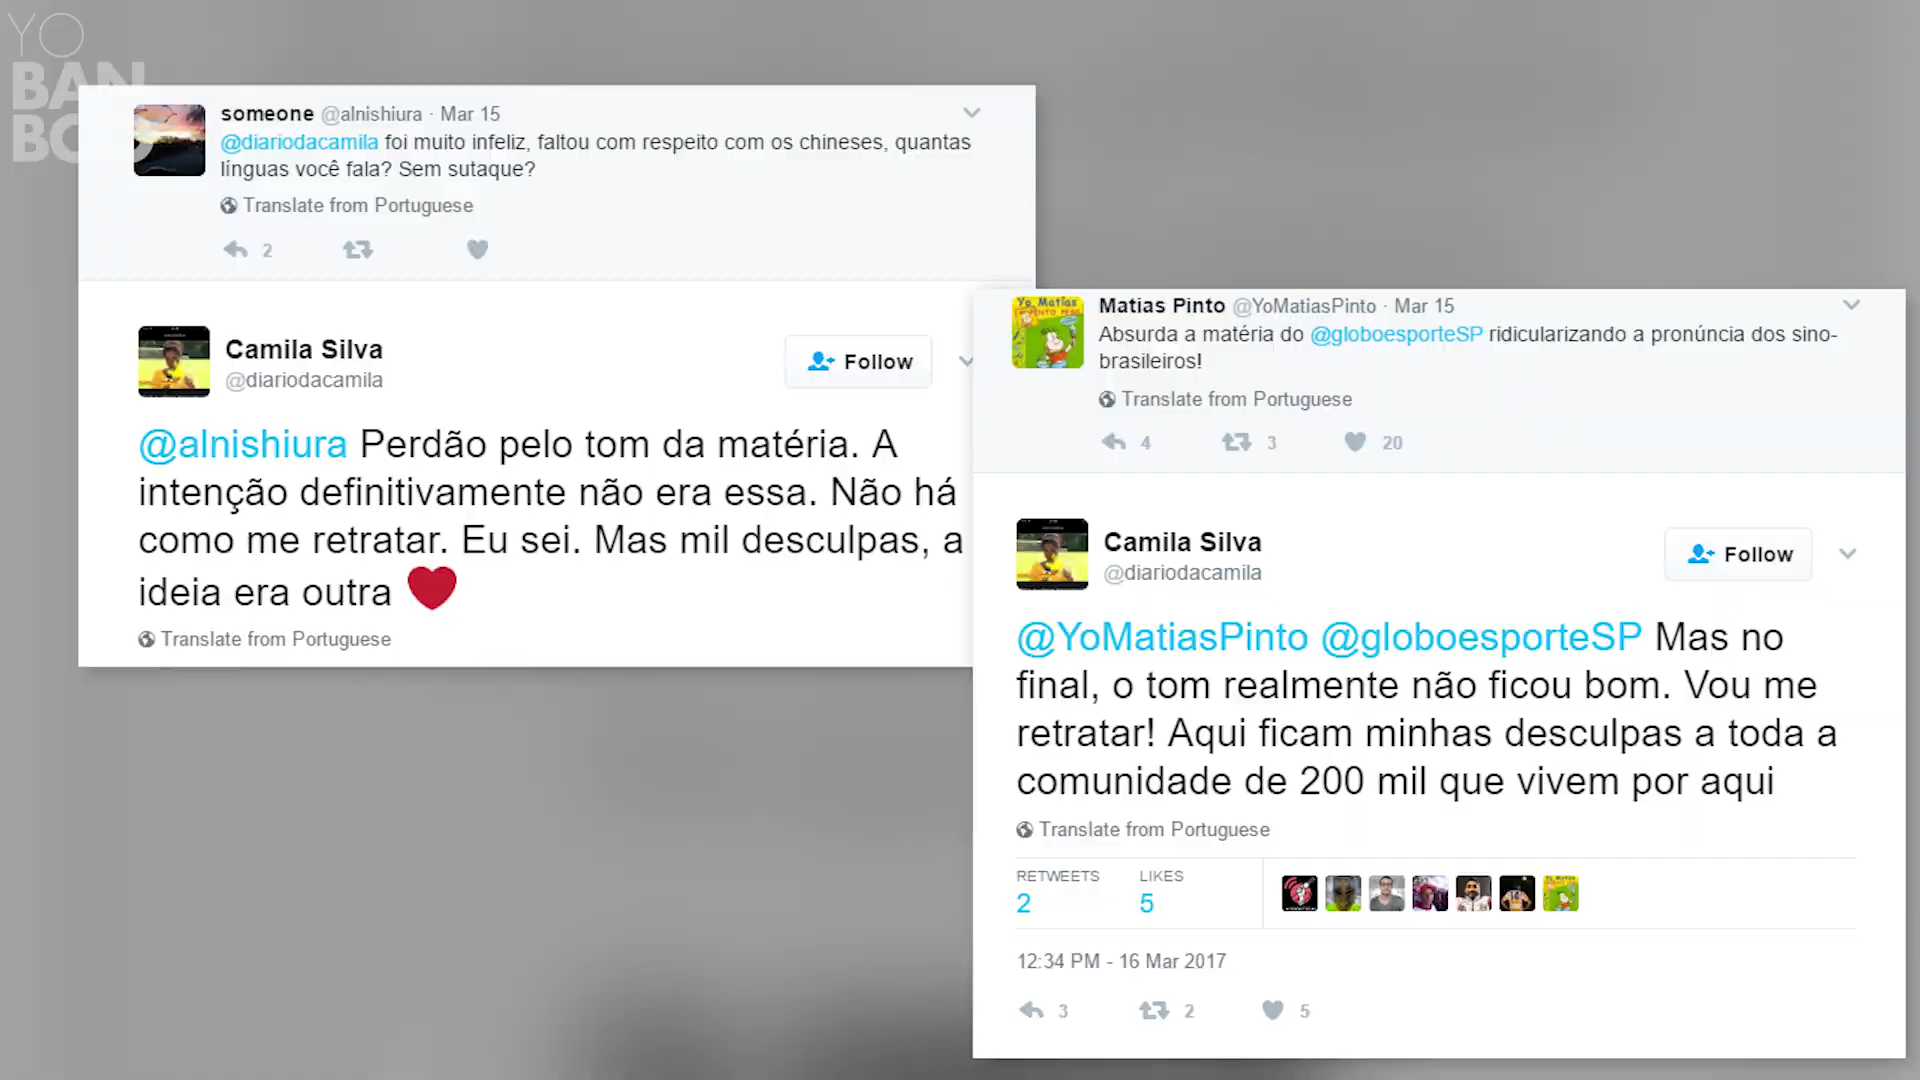 YO
BAN
BOO
someone @alnishiura · Mar 15
@diariodacamila foi muito infeliz, faltou com respeito com os chineses, quantas
línguas você fala? Sem sutaque?
Translate from Portuguese
2
Camila Silva
@diariodacamila
Follow
@alnishiura Perdão pelo tom da matéria. A
intenção definitivamente não era essa. Não há
como me retratar. Eu sei. Mas mil desculpas, a
ideia era outra
Translate from Portuguese
Matias Pinto @YoMatiasPinto · Mar 15
Absurda a matéria do @globoesporteSP ridicularizando a pronúncia dos sino-
brasileiros!
Translate from Portuguese
4 3 20
Camila Silva
@diariodacamila
Follow
@YoMatiasPinto @globoesporteSP Mas no
final, o tom realmente não ficou bom. Vou me
retratar! Aqui ficam minhas desculpas a toda a
comunidade de 200 mil que vivem por aqui
Translate from Portuguese
RETWEETS LIKES
2 5
12:34 PM - 16 Mar 2017
3 2 5